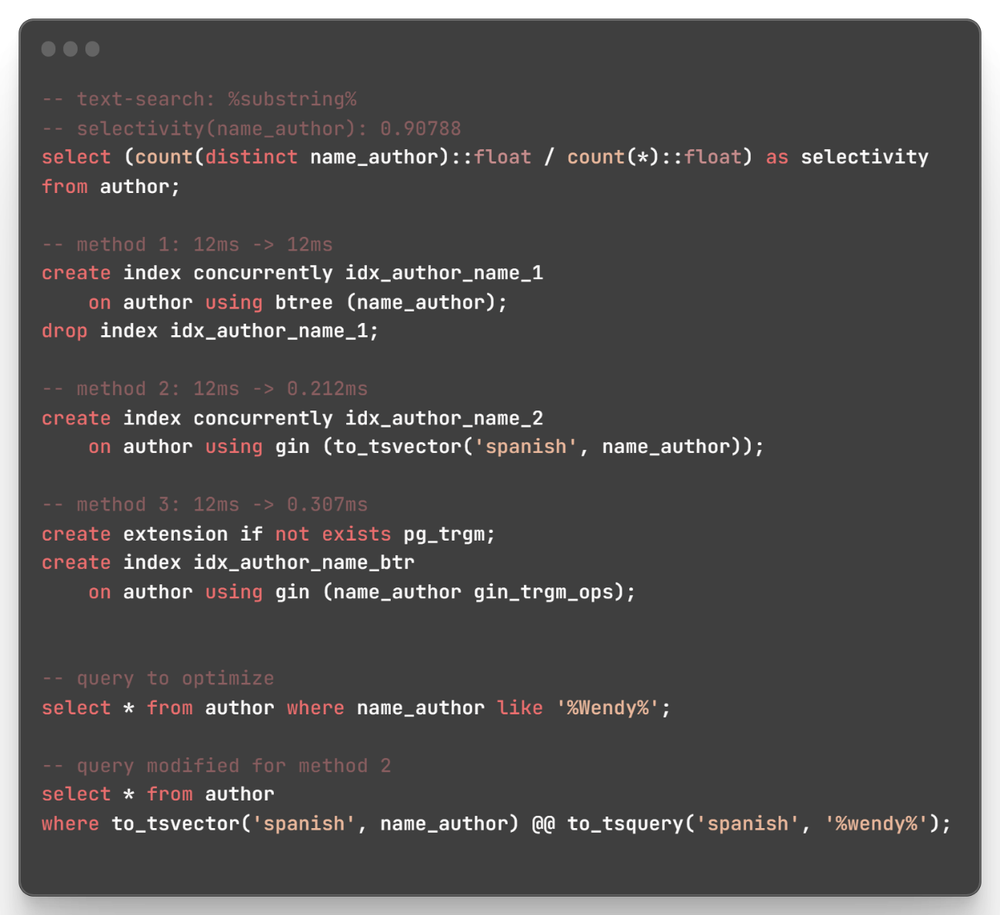 -- text-search: %substring%
-- selectivity(name_author): 0.90788
select (count(distinct name_author)::float / count(*)::float) as selectivity
from author;
-- method 1: 12ms -> 12ms
create index concurrently idx_author_name_1
    on author using btree (name_author);
drop index idx_author_name_1;
-- method 2: 12ms -> 0.212ms
create index concurrently idx_author_name_2
    on author using gin (to_tsvector('spanish', name_author));
-- method 3: 12ms -> 0.307ms
create extension if not exists pg_trgm;
create index idx_author_name_btr
    on author using gin (name_author gin_trgm_ops);
-- query to optimize
select * from author where name_author like '%Wendy%';
-- query modified for method 2
select * from author
where to_tsvector('spanish', name_author) @@ to_tsquery('spanish', '%wendy%');